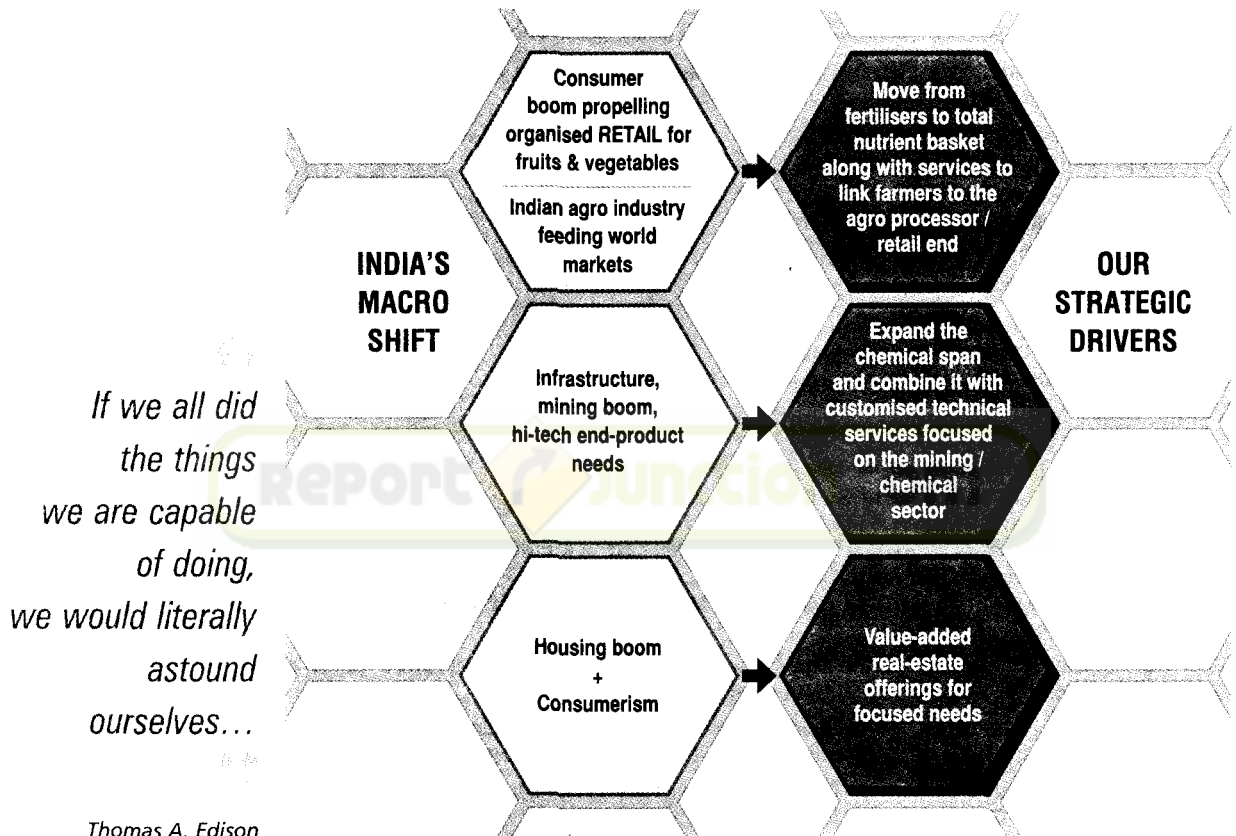 If we all did
the things
we are capable
of doing,
we would literally
astound
ourselves...
Thomas A. Edison
INDIA'S
MACRO
SHIFT
Consumer
boom propelling
organised RETAIL for
fruits & vegetables
Indian agro industry
feeding world
markets
Move from
fertilisers to total
nutrient basket
along with services to
link farmers to the
agro processor /
retail end
Infrastructure,
mining boom,
hi-tech end-product
needs
Expand the
chemical span
and combine it with
customised technical
services focused
on the mining /
chemical
sector
Housing boom
+
Consumerism
Value-added
real-estate
offerings for
focused needs
OUR
STRATEGIC
DRIVERS
Report Junction